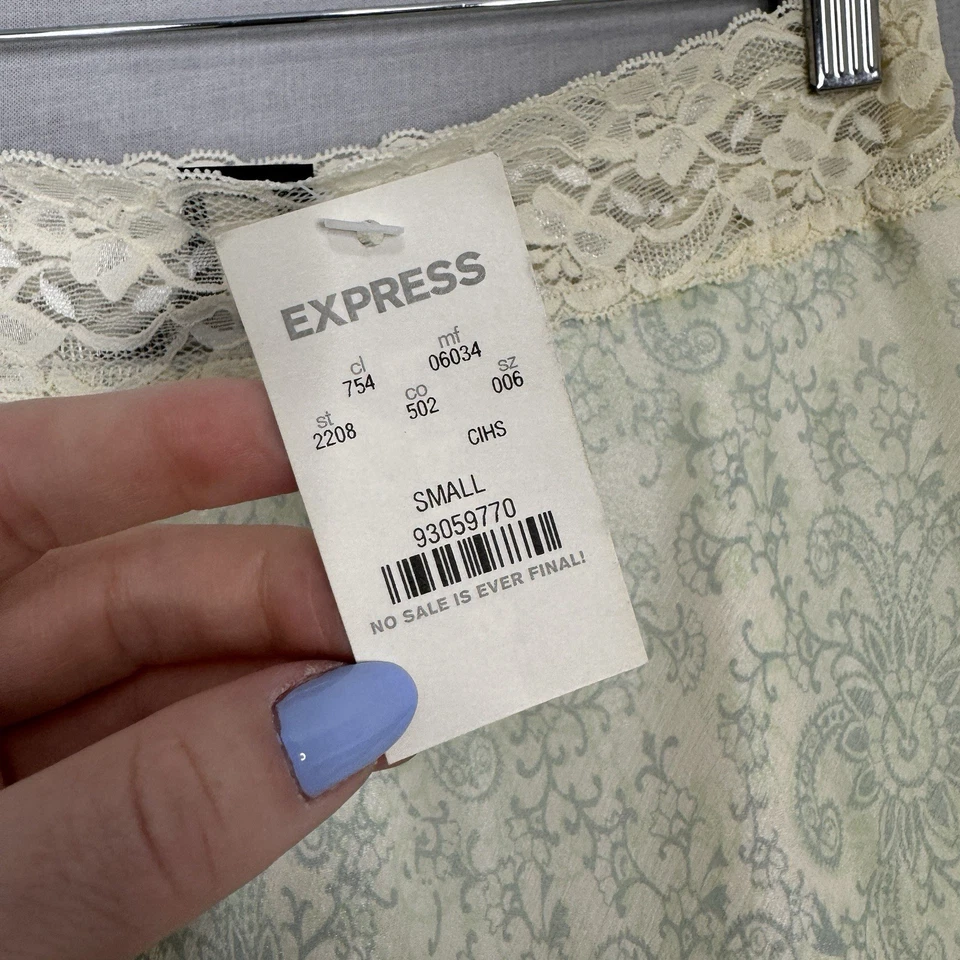 EXPRESS
cl mf
754 06034
st co sz
2208 502 006
CIHS
SMALL
93059770
NO SALE IS EVER FINAL!